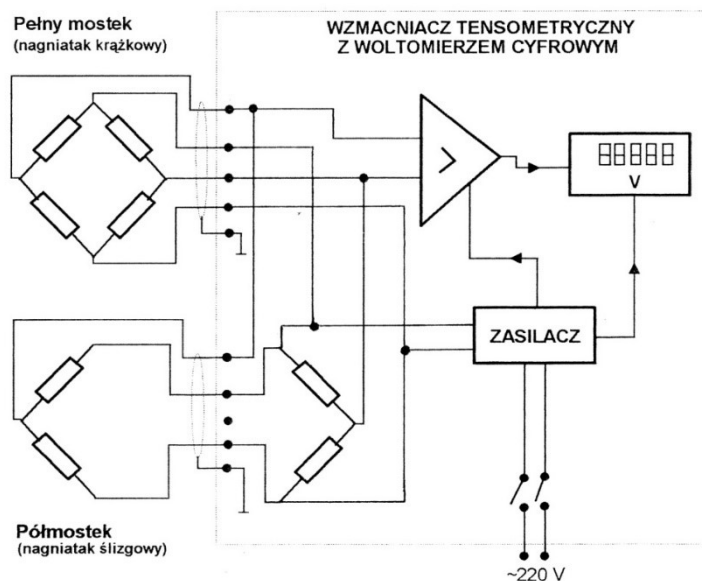 Pełny mostek
(nagniatak krążkowy)
WZMACNIACZ TENSOMETRYCZNY
Z WOLTOMIERZEM CYFROWYM
V
ZASILACZ
Półmostek
(nagniatak ślizgowy)
~220 V